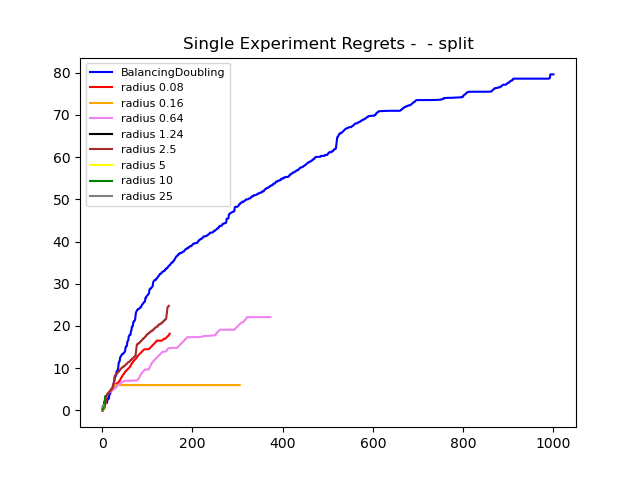 Single Experiment Regrets -  - split
BalancingDoubling
radius 0.08
radius 0.16
radius 0.64
radius 1.24
radius 2.5
radius 5
radius 10
radius 25
80
70
60
50
40
30
20
10
0
0 200 400 600 800 1000